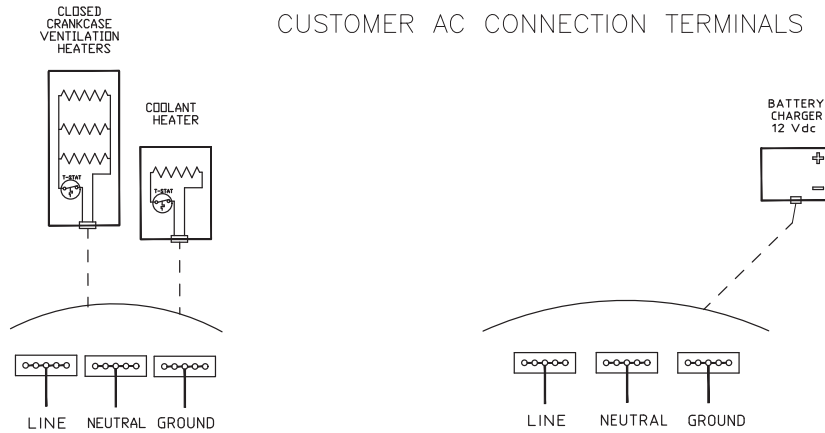 CLOSED
CRANKCASE
VENTILATION
HEATERS
CUSTOMER AC CONNECTION TERMINALS
COOLANT
HEATER
BATTERY
CHARGER
12 Vdc
T-STAT
T-STAT
+
-
LINE NEUTRAL GROUND
LINE NEUTRAL GROUND